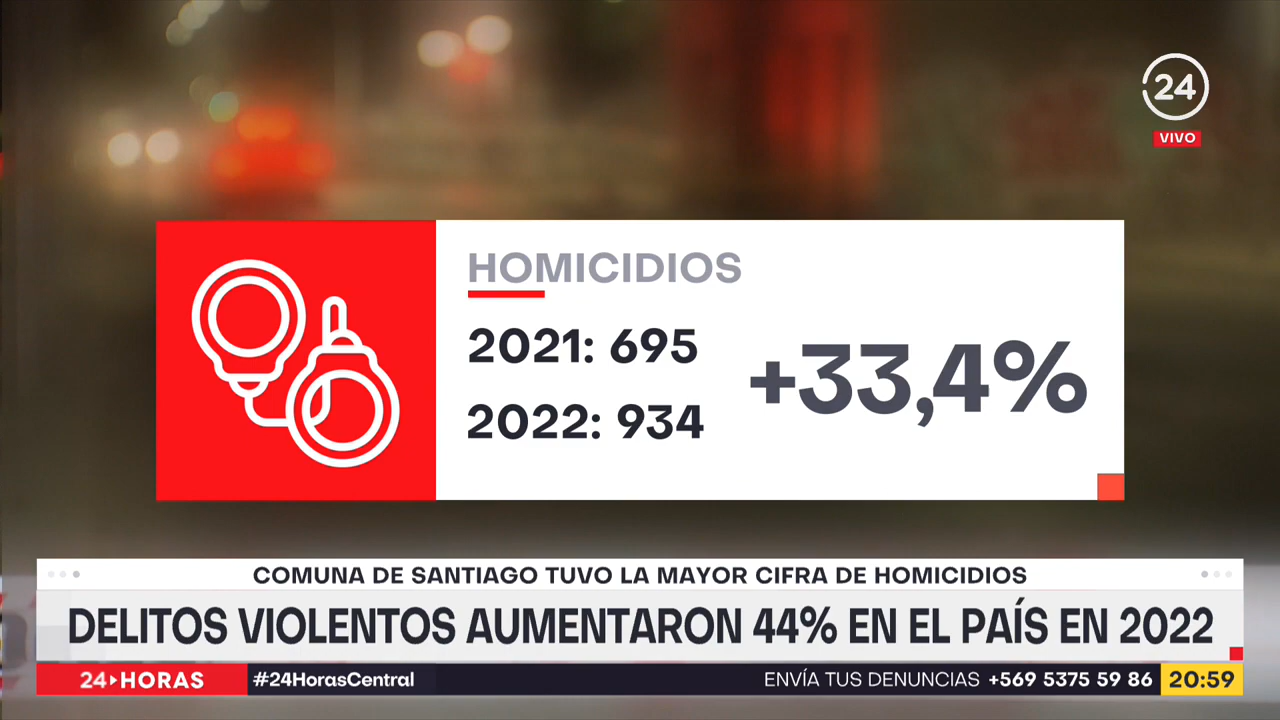 24
VIVO
HOMICIDIOS
2021: 695
2022: 934
+33,4%
COMUNA DE SANTIAGO TUVO LA MAYOR CIFRA DE HOMICIDIOS
DELITOS VIOLENTOS AUMENTARON 44% EN EL PAÍS EN 2022
24 HORAS #24HorasCentral ENVÍA TUS DENUNCIAS +569 5375 59 86 20:59